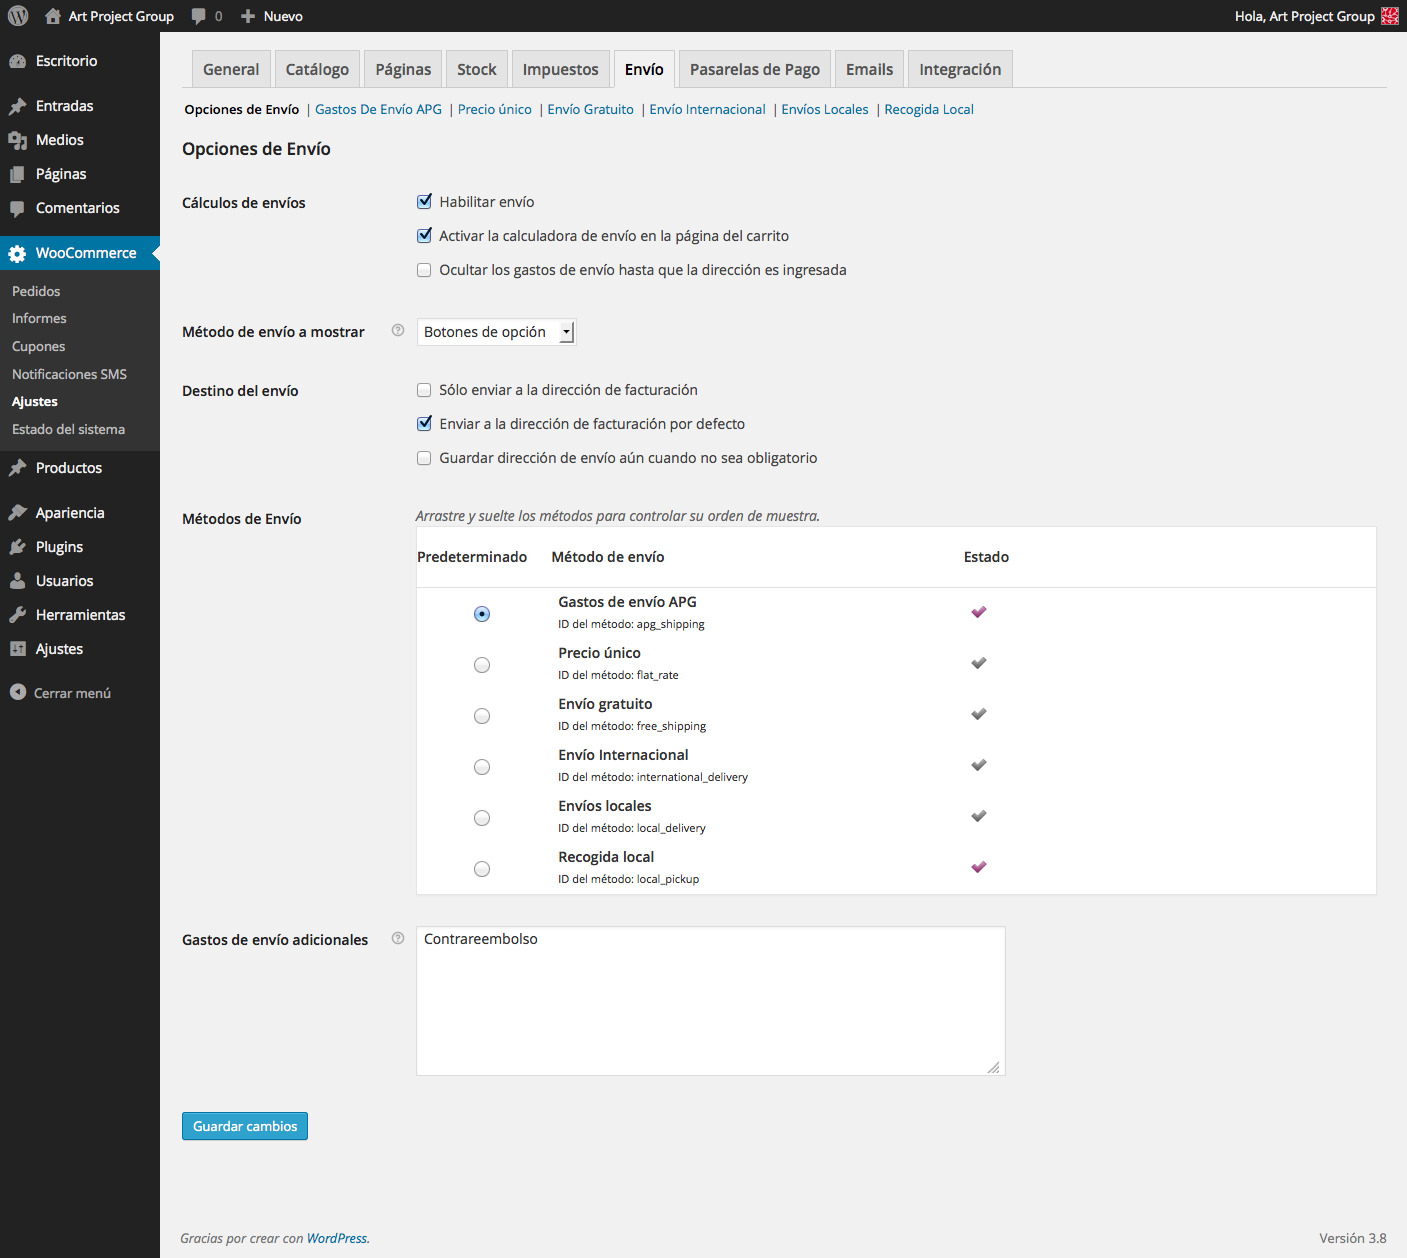 Art Project Group 0 Nuevo Hola, Art Project Group
Escritorio
Entradas
Medios
Páginas
Comentarios
WooCommerce
Pedidos
Informes
Cupones
Notificaciones SMS
Ajustes
Estado del sistema
Productos
Apariencia
Plugins
Usuarios
Herramientas
Ajustes
Cerrar menú
General Catálogo Páginas Stock Impuestos Envío Pasarelas de Pago Emails Integración
Opciones de Envío | Gastos De Envío APG | Precio único | Envío Gratuito | Envío Internacional | Envíos Locales | Recogida Local
Opciones de Envío
Cálculos de envíos
Habilitar envío
Activar la calculadora de envío en la página del carrito
Ocultar los gastos de envío hasta que la dirección es ingresada
Método de envío a mostrar ? Botones de opción
Destino del envío
Sólo enviar a la dirección de facturación
Enviar a la dirección de facturación por defecto
Guardar dirección de envío aún cuando no sea obligatorio
Métodos de Envío
Arrastre y suelte los métodos para controlar su orden de muestra.
Predeterminado Método de envío Estado
Gastos de envío APG
ID del método: apg_shipping
Precio único
ID del método: flat_rate
Envío gratuito
ID del método: free_shipping
Envío Internacional
ID del método: international_delivery
Envíos locales
ID del método: local_delivery
Recogida local
ID del método: local_pickup
Gastos de envío adicionales ? Contrareembolso
Guardar cambios
Gracias por crear con WordPress. Versión 3.8